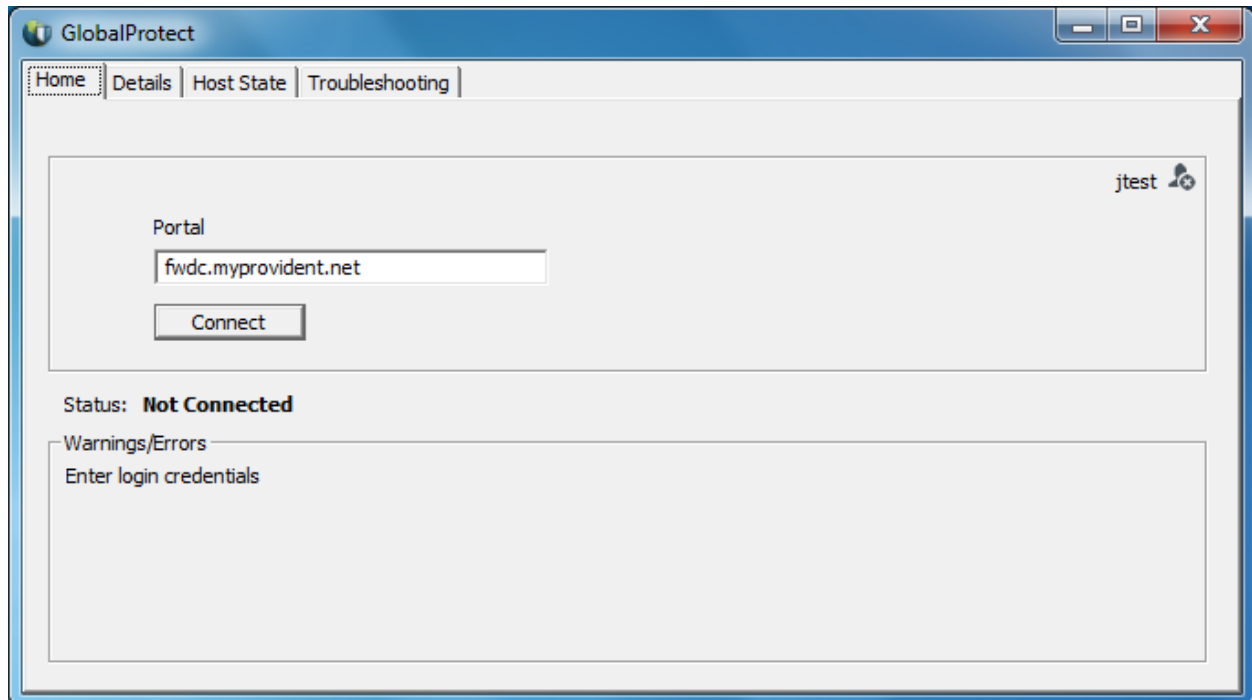 GlobalProtect
Home Details Host State Troubleshooting
jtest
Portal
fwdc.myprovident.net
Connect
Status: Not Connected
Warnings/Errors
Enter login credentials